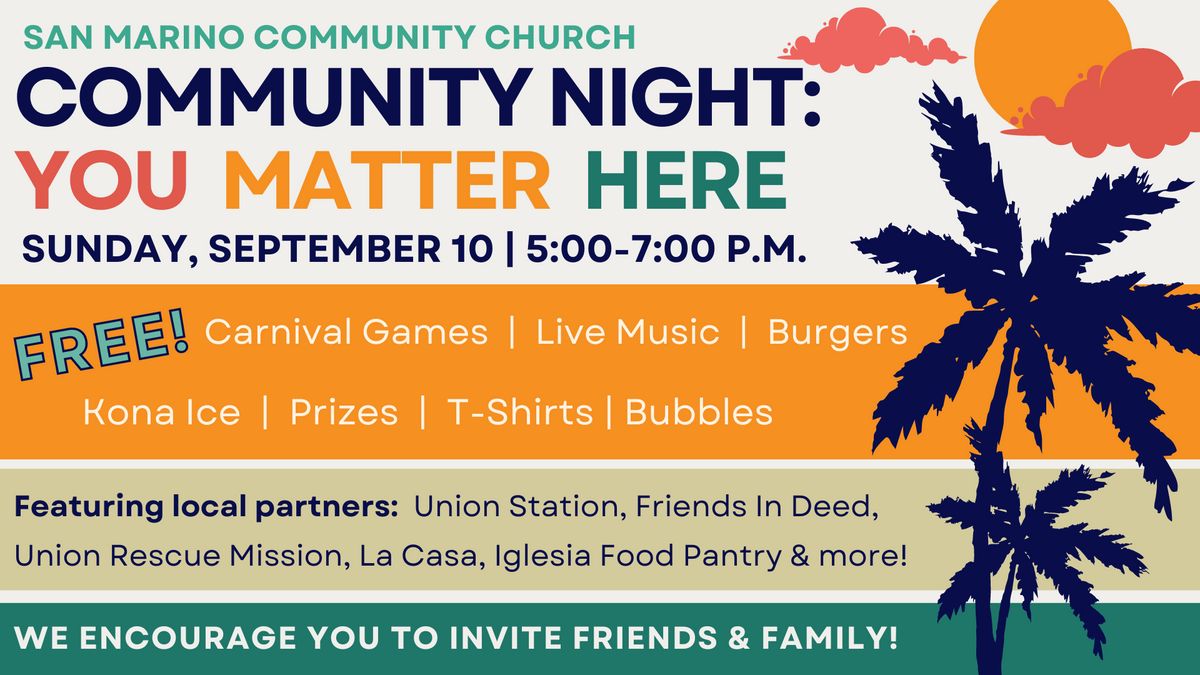 SAN MARINO COMMUNITY CHURCH
COMMUNITY NIGHT:
YOU MATTER HERE
SUNDAY, SEPTEMBER 10 | 5:00-7:00 P.M.
FREE! Carnival Games | Live Music | Burgers
Kona Ice | Prizes | T-Shirts | Bubbles
Featuring local partners: Union Station, Friends In Deed,
Union Rescue Mission, La Casa, Iglesia Food Pantry & more!
WE ENCOURAGE YOU TO INVITE FRIENDS & FAMILY!